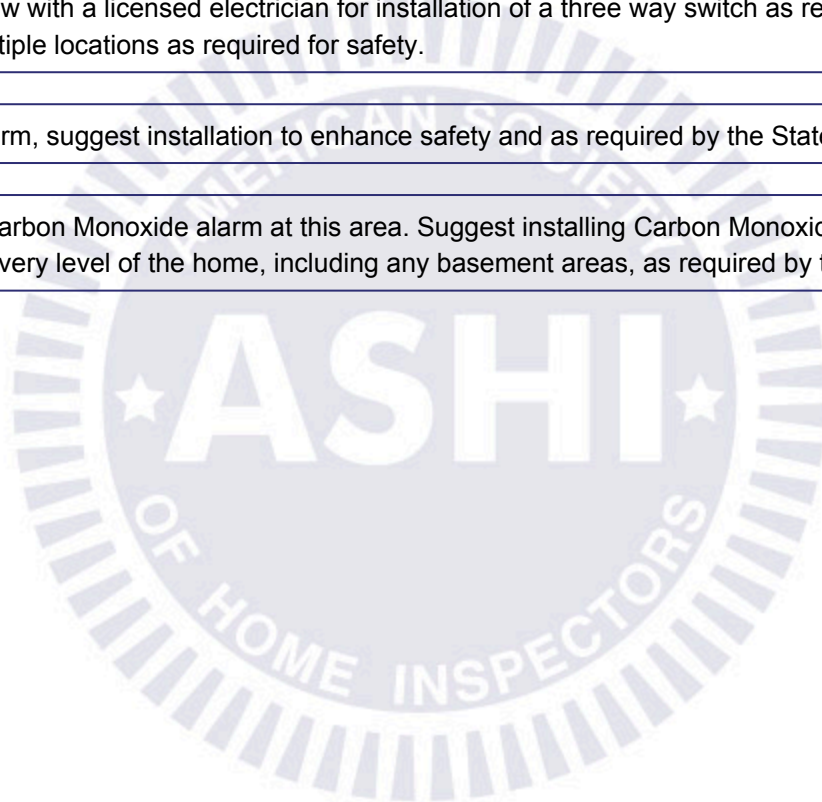 w with a licensed electrician for installation of a three way switch as re
tiple locations as required for safety.
rm, suggest installation to enhance safety and as required by the State
arbon Monoxide alarm at this area. Suggest installing Carbon Monoxid
very level of the home, including any basement areas, as required by t
AMERICAN SOCIETY
ASHI
OF HOME INSPECTORS